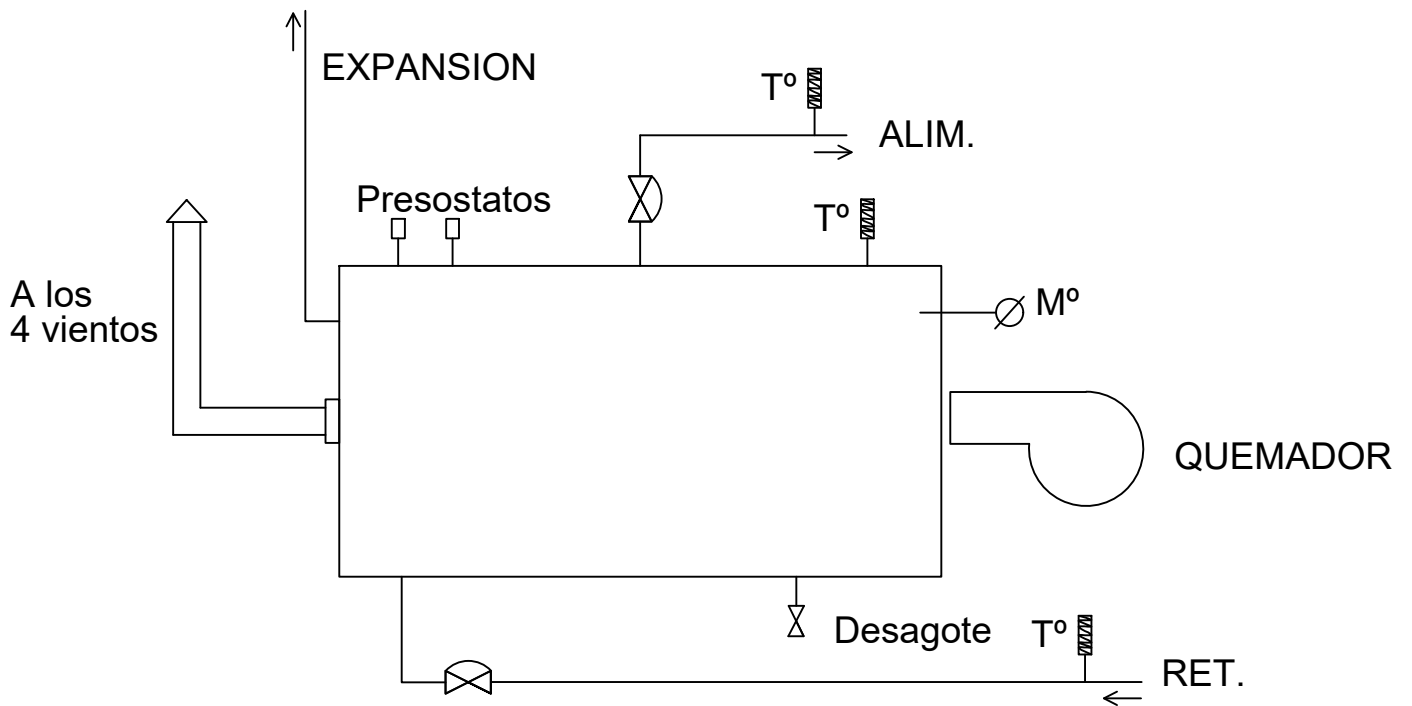 EXPANSION
Tº
ALIM.
Presostatos
Tº
A los
4 vientos
Mº
QUEMADOR
Desagote
Tº
RET.